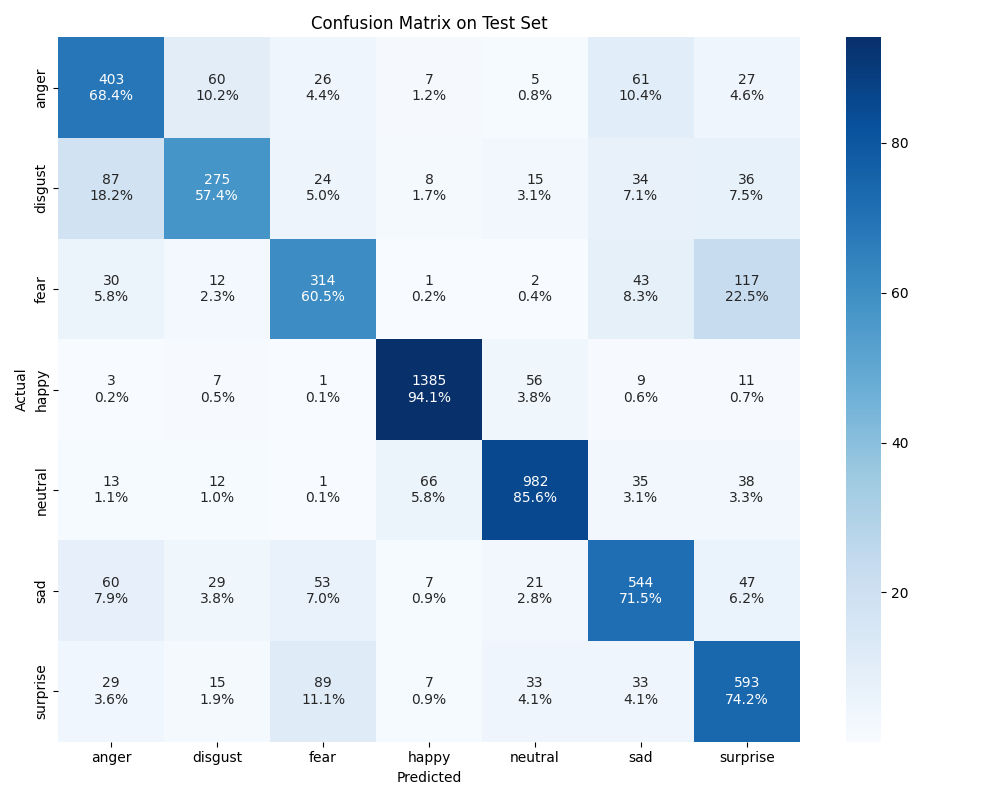 Confusion Matrix on Test Set
Actual
anger
403 60 26 7 5 61 27
68.4% 10.2% 4.4% 1.2% 0.8% 10.4% 4.6%
disgust
87 275 24 8 15 34 36
18.2% 57.4% 5.0% 1.7% 3.1% 7.1% 7.5%
fear
30 12 314 1 2 43 117
5.8% 2.3% 60.5% 0.2% 0.4% 8.3% 22.5%
happy
3 7 1 1385 56 9 11
0.2% 0.5% 0.1% 94.1% 3.8% 0.6% 0.7%
neutral
13 12 1 66 982 35 38
1.1% 1.0% 0.1% 5.8% 85.6% 3.1% 3.3%
sad
60 29 53 7 21 544 47
7.9% 3.8% 7.0% 0.9% 2.8% 71.5% 6.2%
surprise
29 15 89 7 33 33 593
3.6% 1.9% 11.1% 0.9% 4.1% 4.1% 74.2%
anger disgust fear happy neutral sad surprise
Predicted
80
60
40
20